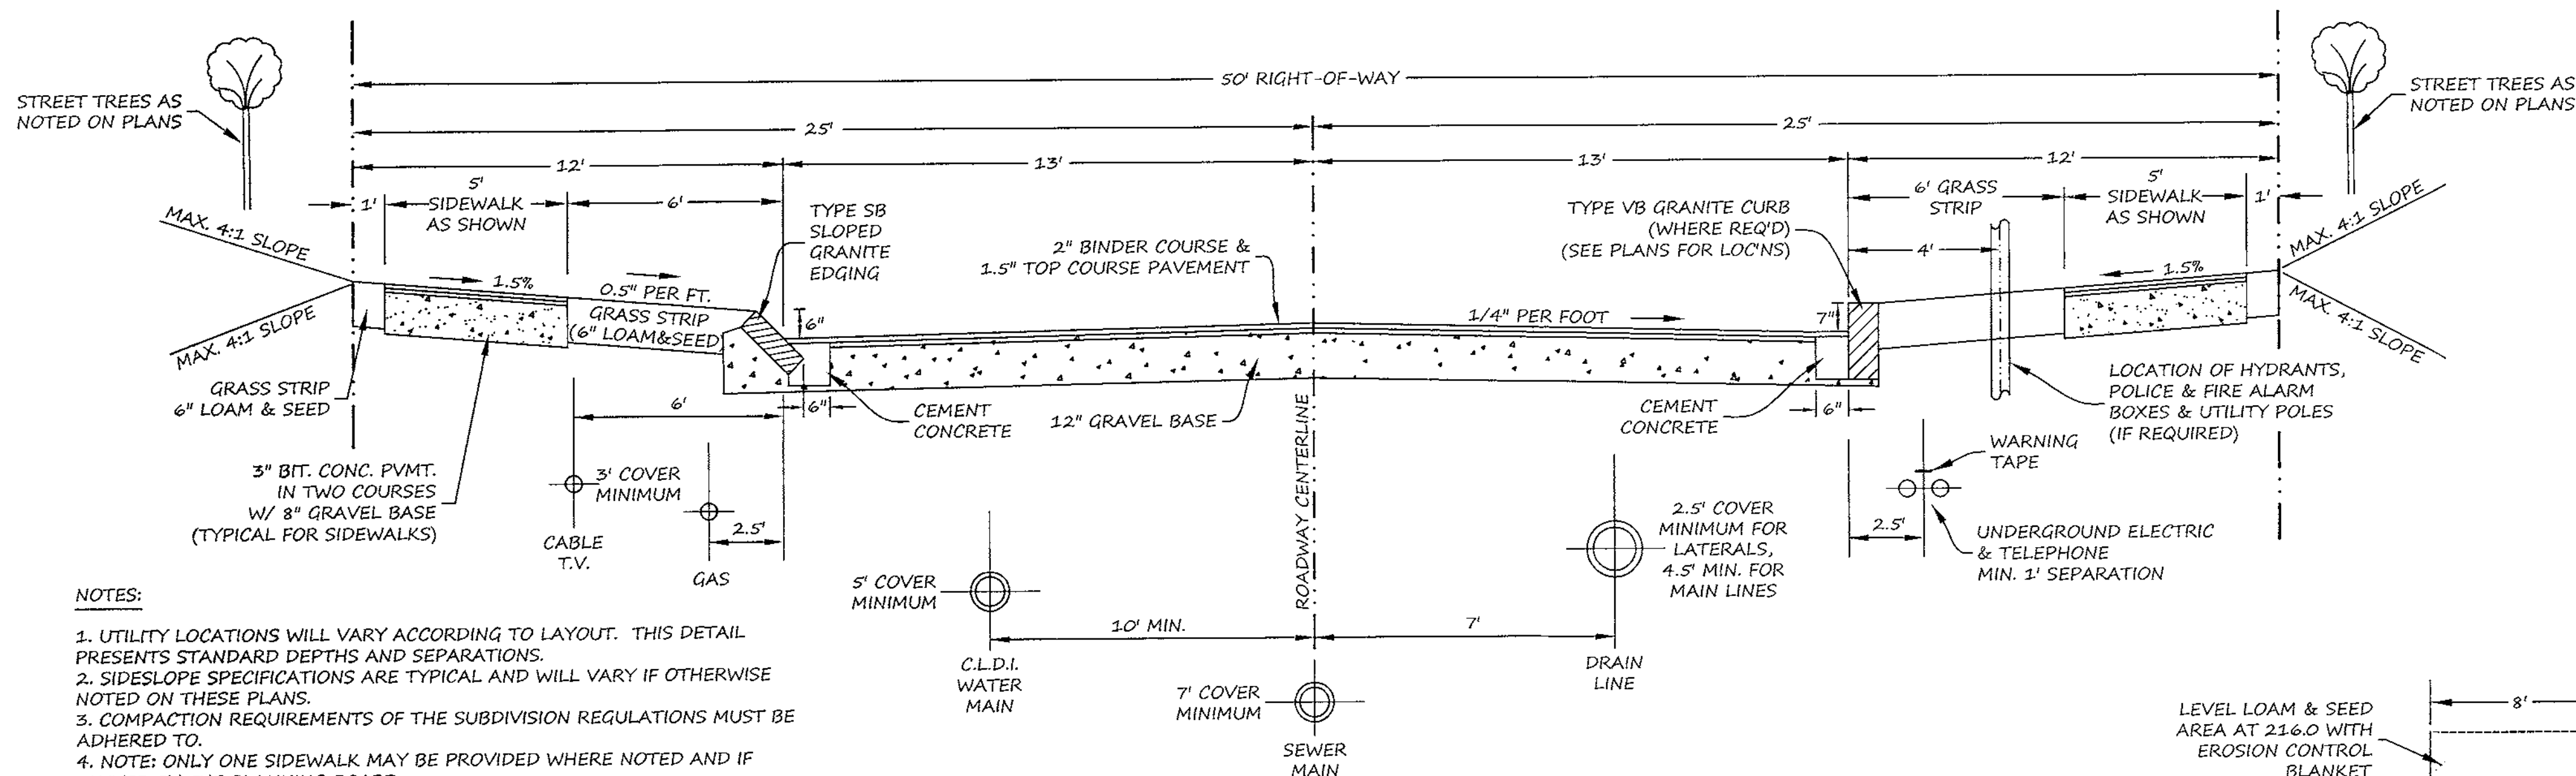 50' RIGHT-OF-WAY
STREET TREES AS
NOTED ON PLANS
STREET TREES AS
NOTED ON PLANS
25'
25'
12'
13'
13'
12'
1'
5'
SIDEWALK
AS SHOWN
6'
TYPE SB
SLOPED
GRANITE
EDGING
2" BINDER COURSE &
1.5" TOP COURSE PAVEMENT
TYPE VB GRANITE CURB
(WHERE REQ'D)
(SEE PLANS FOR LOC'NS)
6' GRASS
STRIP
4'
5'
SIDEWALK
AS SHOWN
1'
MAX. 4:1 SLOPE
MAX. 4:1 SLOPE
1.5%
0.5" PER FT.
GRASS STRIP
(6" LOAM&SEED)
6"
1/4" PER FOOT
7"
1.5%
MAX. 4:1 SLOPE
MAX. 4:1 SLOPE
GRASS STRIP
6" LOAM & SEED
6'
6"
CEMENT
CONCRETE
12" GRAVEL BASE
CEMENT
CONCRETE
6"
LOCATION OF HYDRANTS,
POLICE & FIRE ALARM
BOXES & UTILITY POLES
(IF REQUIRED)
WARNING
TAPE
3" BIT. CONC. PVMT.
IN TWO COURSES
W/ 8" GRAVEL BASE
(TYPICAL FOR SIDEWALKS)
3' COVER
MINIMUM
2.5'
CABLE
T.V.
GAS
ROADWAY CENTERLINE
2.5' COVER
MINIMUM FOR
LATERALS,
4.5' MIN. FOR
MAIN LINES
2.5'
UNDERGROUND ELECTRIC
& TELEPHONE
MIN. 1' SEPARATION
5' COVER
MINIMUM
10' MIN.
7'
C.L.D.I.
WATER
MAIN
DRAIN
LINE
7' COVER
MINIMUM
SEWER
MAIN
NOTES:
1. UTILITY LOCATIONS WILL VARY ACCORDING TO LAYOUT. THIS DETAIL
PRESENTS STANDARD DEPTHS AND SEPARATIONS.
2. SIDESLOPE SPECIFICATIONS ARE TYPICAL AND WILL VARY IF OTHERWISE
NOTED ON THESE PLANS.
3. COMPACTION REQUIREMENTS OF THE SUBDIVISION REGULATIONS MUST BE
ADHERED TO.
4. NOTE: ONLY ONE SIDEWALK MAY BE PROVIDED WHERE NOTED AND IF
LEVEL LOAM & SEED
AREA AT 216.0 WITH
EROSION CONTROL
BLANKET
8'